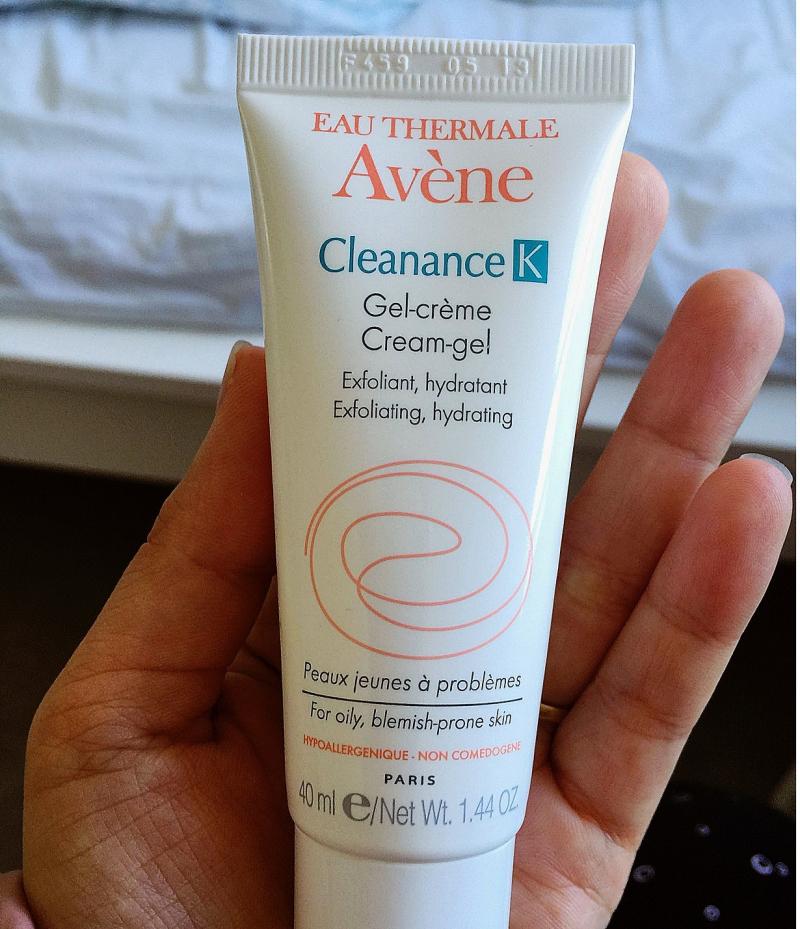 F459 05 13
EAU THERMALE
Avène
Cleanance K
Gel-crème
Cream-gel
Exfoliant, hydratant
Exfoliating, hydrating
Peaux jeunes à problèmes
For oily, blemish-prone skin
HYPOALLERGENIQUE - NON COMEDOGENE
PARIS
40 ml e/Net Wt. 1.44 OZ.